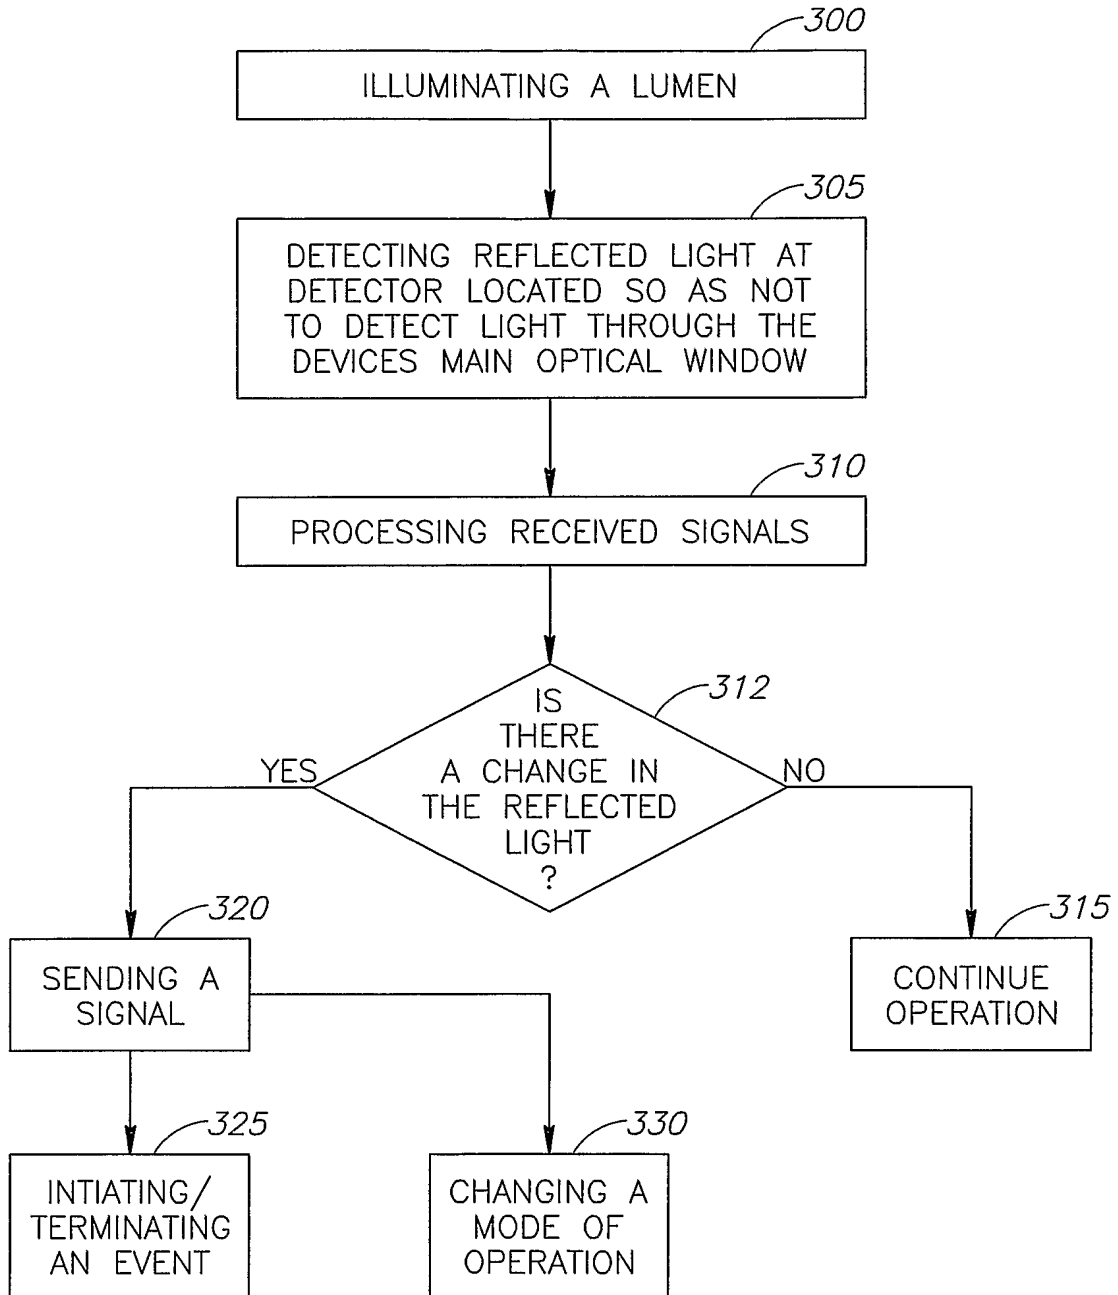 300
ILLUMINATING A LUMEN
305
DETECTING REFLECTED LIGHT AT
DETECTOR LOCATED SO AS NOT
TO DETECT LIGHT THROUGH THE
DEVICES MAIN OPTICAL WINDOW
310
PROCESSING RECEIVED SIGNALS
312
IS
THERE
A CHANGE IN
THE REFLECTED
LIGHT
?
YES
NO
320
SENDING A
SIGNAL
315
CONTINUE
OPERATION
325
INTIATING/
TERMINATING
AN EVENT
330
CHANGING A
MODE OF
OPERATION